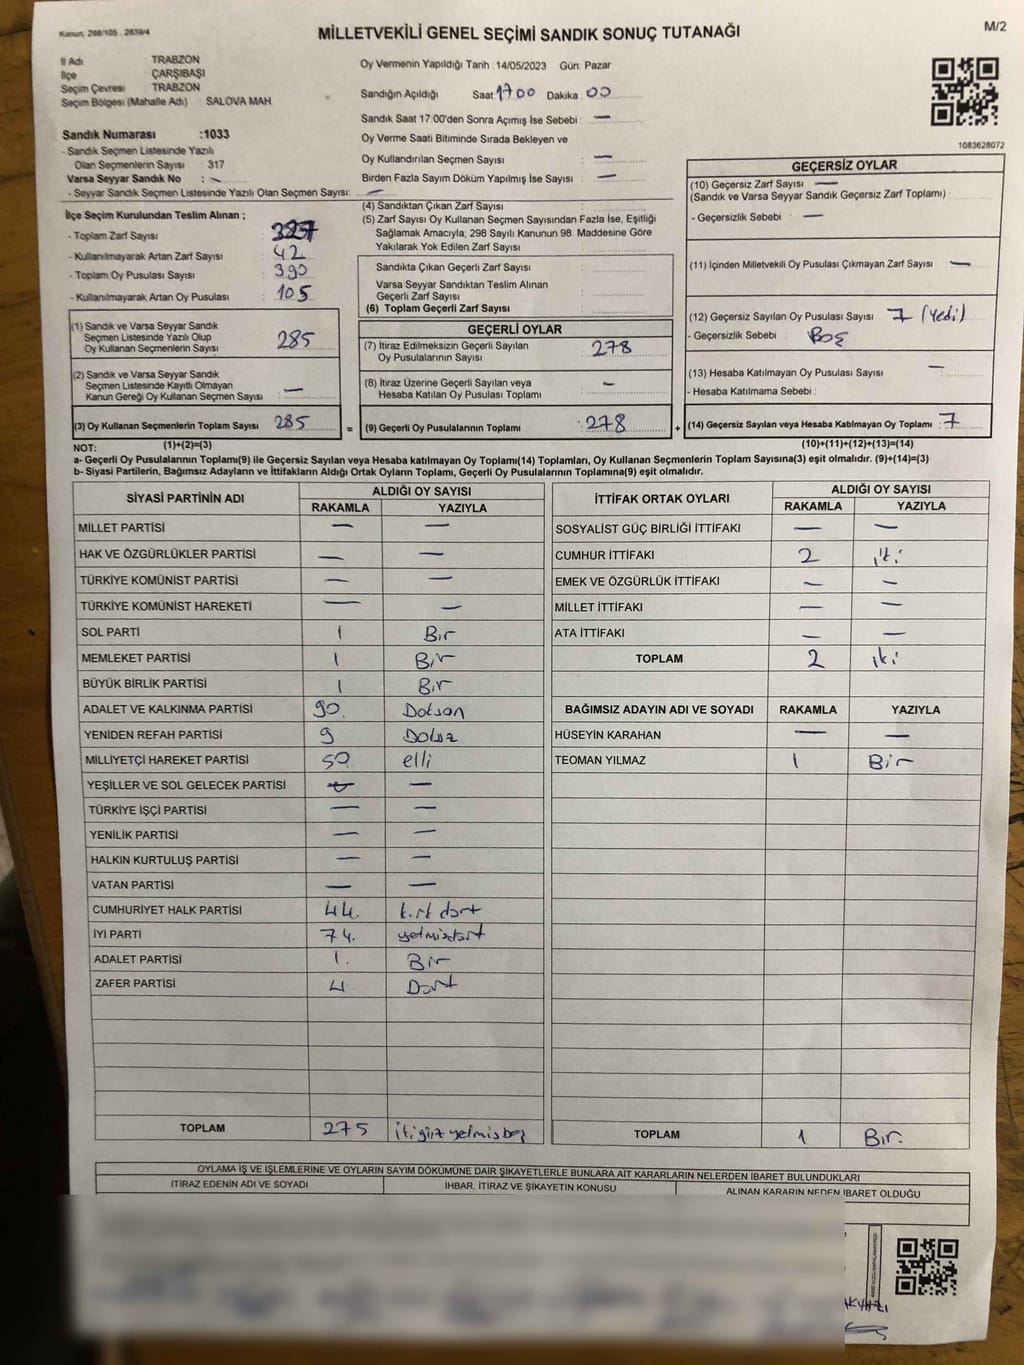 Kanun, 298/105 . 2839/4
MİLLETVEKİLİ GENEL SEÇİMİ SANDIK SONUÇ TUTANAĞI
M/2
İl Adı : TRABZON
İlçe : ÇARŞIBAŞI
Seçim Çevresi : TRABZON
Seçim Bölgesi (Mahalle Adı) : SALOVA MAH
Oy Vermenin Yapıldığı Tarih :14/05/2023 Gün: Pazar
Sandığın Açıldığı Saat 17 00 Dakika 00
Sandık Saat 17:00'den Sonra Açımış İse Sebebi : —
Oy Verme Saati Bitiminde Sırada Bekleyen ve
Oy Kullandırılan Seçmen Sayısı : —
Birden Fazla Sayım Döküm Yapılmış İse Sayısı : —
1083628072
Sandık Numarası :1033
- Sandık Seçmen Listesinde Yazılı
Olan Seçmenlerin Sayısı : 317
Varsa Seyyar Sandık No : —
- Seyyar Sandık Seçmen Listesinde Yazılı Olan Seçmen Sayısı: —
İlçe Seçim Kurulundan Teslim Alınan ;
- Toplam Zarf Sayısı :
- Kullanılmayarak Artan Zarf Sayısı : 42
- Toplam Oy Pusulası Sayısı : 390
- Kullanılmayarak Artan Oy Pusulası : 105
(1) Sandık ve Varsa Seyyar Sandık
Seçmen Listesinde Yazılı Olup
Oy Kullanan Seçmenlerin Sayısı : 285
(2) Sandık ve Varsa Seyyar Sandık
Seçmen Listesinde Kayıtlı Olmayan
Kanun Gereği Oy Kullanan Seçmen Sayısı : —
(3) Oy Kullanan Seçmenlerin Toplam Sayısı : 285
(1)+(2)=(3)
(4) Sandıktan Çıkan Zarf Sayısı :
(5) Zarf Sayısı Oy Kullanan Seçmen Sayısından Fazla İse, Eşitliği
Sağlamak Amacıyla; 298 Sayılı Kanunun 98. Maddesine Göre
Yakılarak Yok Edilen Zarf Sayısı :
Sandıkta Çıkan Geçerli Zarf Sayısı :
Varsa Seyyar Sandıktan Teslim Alınan
Geçerli Zarf Sayısı :
(6) Toplam Geçerli Zarf Sayısı :
GEÇERLİ OYLAR
(7) İtiraz Edilmeksizin Geçerli Sayılan
Oy Pusulalarının Sayısı : 278
(8) İtiraz Üzerine Geçerli Sayılan veya
Hesaba Katılan Oy Pusulası Toplamı : —
= (9) Geçerli Oy Pusulalarının Toplamı : 278
GEÇERSİZ OYLAR
(10) Geçersiz Zarf Sayısı : —
(Sandık ve Varsa Seyyar Sandık Geçersiz Zarf Toplamı)
- Geçersizlik Sebebi : —
(11) İçinden Milletvekili Oy Pusulası Çıkmayan Zarf Sayısı : —
(12) Geçersiz Sayılan Oy Pusulası Sayısı : 7 (Yedi)
- Geçersizlik Sebebi : Boş
(13) Hesaba Katılmayan Oy Pusulası Sayısı : —
- Hesaba Katılmama Sebebi :
+ (14) Geçersiz Sayılan veya Hesaba Katılmayan Oy Toplamı : 7
(10)+(11)+(12)+(13)=(14)
NOT:
a- Geçerli Oy Pusulasının Toplamı(9) ile Geçersiz Sayılan veya Hesaba katılmayan Oy Toplamı(14) Toplamları, Oy Kullanan Seçmenlerin Toplam Sayısına(3) eşit olmalıdır. (9)+(14)=(3)
b- Siyasi Partilerin, Bağımsız Adayların ve İttifakların Aldığı Ortak Oyların Toplamı, Geçerli Oy Pusulalarının Toplamına(9) eşit olmalıdır.
SİYASİ PARTİNİN ADI
ALDIĞI OY SAYISI
RAKAMLA YAZIYLA
MİLLET PARTİSİ — —
HAK VE ÖZGÜRLÜKLER PARTİSİ — —
TÜRKİYE KOMÜNİST PARTİSİ — —
TÜRKİYE KOMÜNİST HAREKETİ — —
SOL PARTİ 1 Bir
MEMLEKET PARTİSİ 1 Bir
BÜYÜK BİRLİK PARTİSİ 1 Bir
ADALET VE KALKINMA PARTİSİ 90. Doksan
YENİDEN REFAH PARTİSİ 9 Dokuz
MİLLİYETÇİ HAREKET PARTİSİ 50 elli
YEŞİLLER VE SOL GELECEK PARTİSİ —
TÜRKİYE İŞÇİ PARTİSİ — —
YENİLİK PARTİSİ — —
HALKIN KURTULUŞ PARTİSİ — —
VATAN PARTİSİ — —
CUMHURİYET HALK PARTİSİ 44. kırk dört
İYİ PARTİ 74. yetmişdört
ADALET PARTİSİ 1. Bir
ZAFER PARTİSİ 4 Dört
TOPLAM 275 ikiyüz yetmişbeş
İTTİFAK ORTAK OYLARI
ALDIĞI OY SAYISI
RAKAMLA YAZIYLA
SOSYALİST GÜÇ BİRLİĞİ İTTİFAKI — —
CUMHUR İTTİFAKI 2 iki
EMEK VE ÖZGÜRLÜK İTTİFAKI — —
MİLLET İTTİFAKI — —
ATA İTTİFAKI — —
TOPLAM 2 iki
BAĞIMSIZ ADAYIN ADI VE SOYADI RAKAMLA YAZIYLA
HÜSEYİN KARAHAN — —
TEOMAN YILMAZ 1 Bir
TOPLAM 1 Bir.
OYLAMA İŞ VE İŞLEMLERİNE VE OYLARIN SAYIM DÖKÜMÜNE DAİR ŞİKAYETLERLE BUNLARA AİT KARARLARIN NELERDEN İBARET BULUNDUKLARI
İTİRAZ EDENİN ADI VE SOYADI
İHBAR, İTİRAZ VE ŞİKAYETİN KONUSU
ALINAN KARARIN NEDEN İBARET OLDUĞU